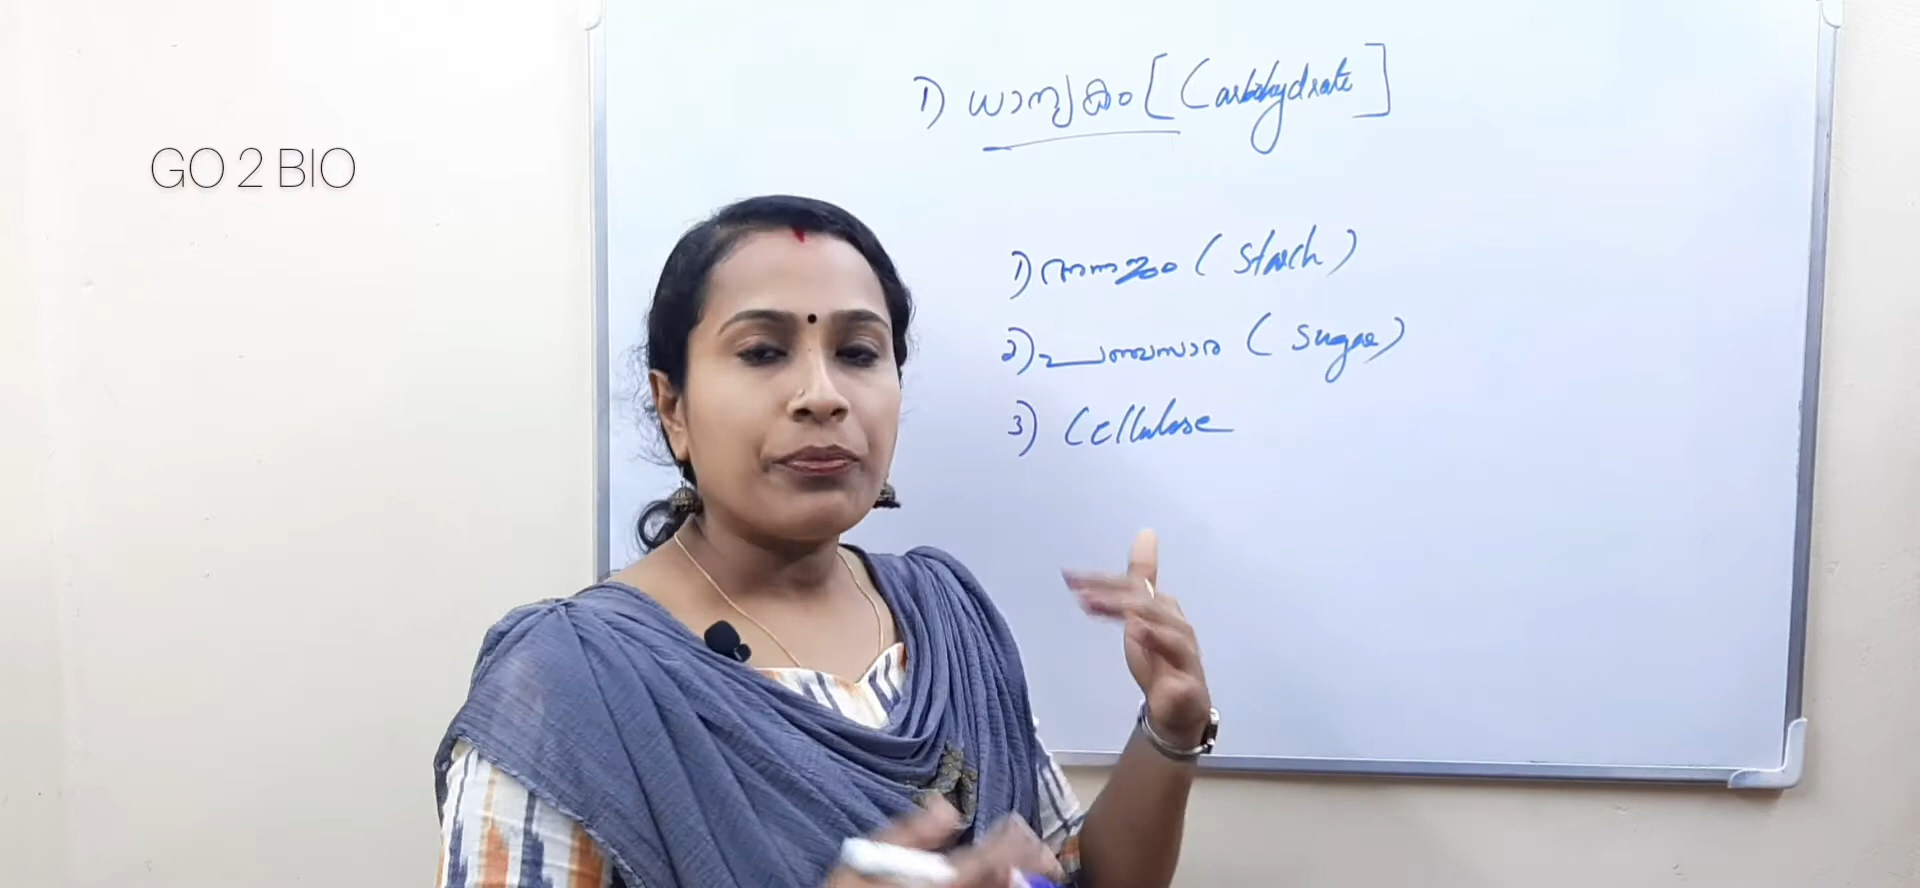 GO 2 BIO
1) ധാന്യകം [Carbohydrate]
1) അന്നജം (Starch)
2) പഞ്ചസാര (Sugar)
3) Cellulose